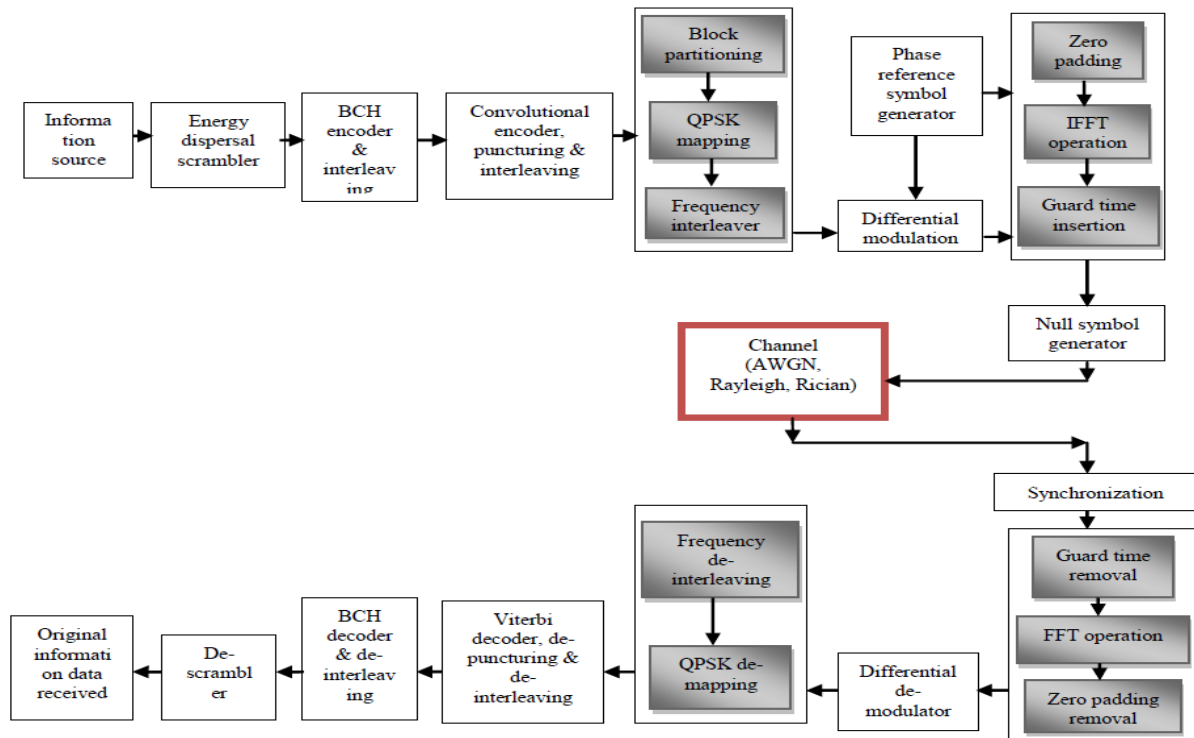 Informa
tion
source
Energy
dispersal
scrambler
BCH
encoder
&
interleav
ing
Convolutional
encoder,
puncturing &
interleaving
Block
partitioning
QPSK
mapping
Frequency
interleaver
Phase
reference
symbol
generator
Differential
modulation
Zero
padding
IFFT
operation
Guard time
insertion
Null symbol
generator
Channel
(AWGN,
Rayleigh, Rician)
Synchronization
Guard time
removal
FFT operation
Zero padding
removal
Differential
de-
modulator
Frequency
de-
interleaving
QPSK de-
mapping
Viterbi
decoder, de-
puncturing &
de-
interleaving
BCH
decoder
& de-
interleav
ing
De-
scrambl
er
Original
informati
on data
received